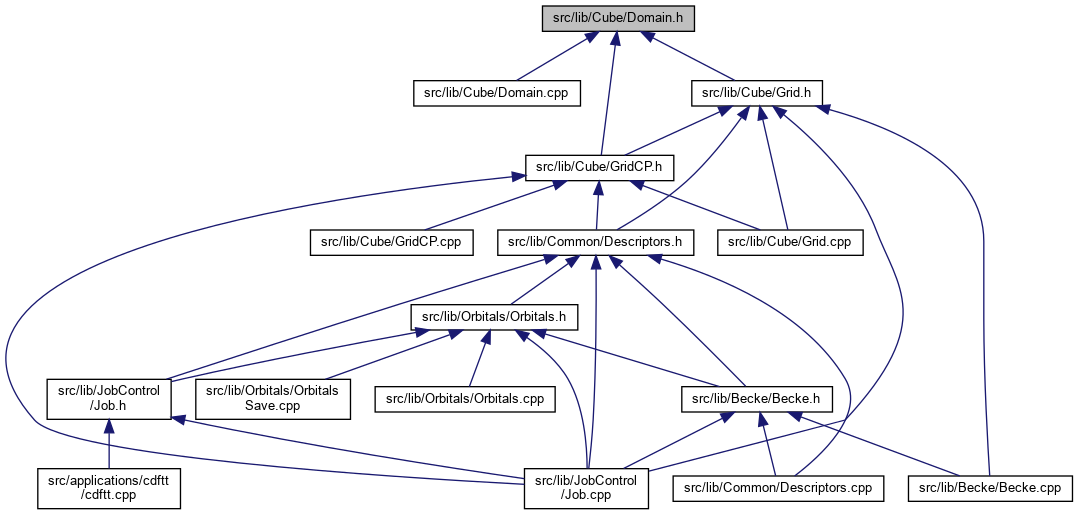 src/lib/Cube/Domain.h
src/lib/Cube/Domain.cpp
src/lib/Cube/Grid.h
src/lib/Cube/GridCP.h
src/lib/Cube/GridCP.cpp
src/lib/Common/Descriptors.h
src/lib/Cube/Grid.cpp
src/lib/Orbitals/Orbitals.h
src/lib/JobControl
/Job.h
src/lib/Orbitals/Orbitals
Save.cpp
src/lib/Orbitals/Orbitals.cpp
src/lib/Becke/Becke.h
src/applications/cdftt
/cdftt.cpp
src/lib/JobControl
/Job.cpp
src/lib/Common/Descriptors.cpp
src/lib/Becke/Becke.cpp